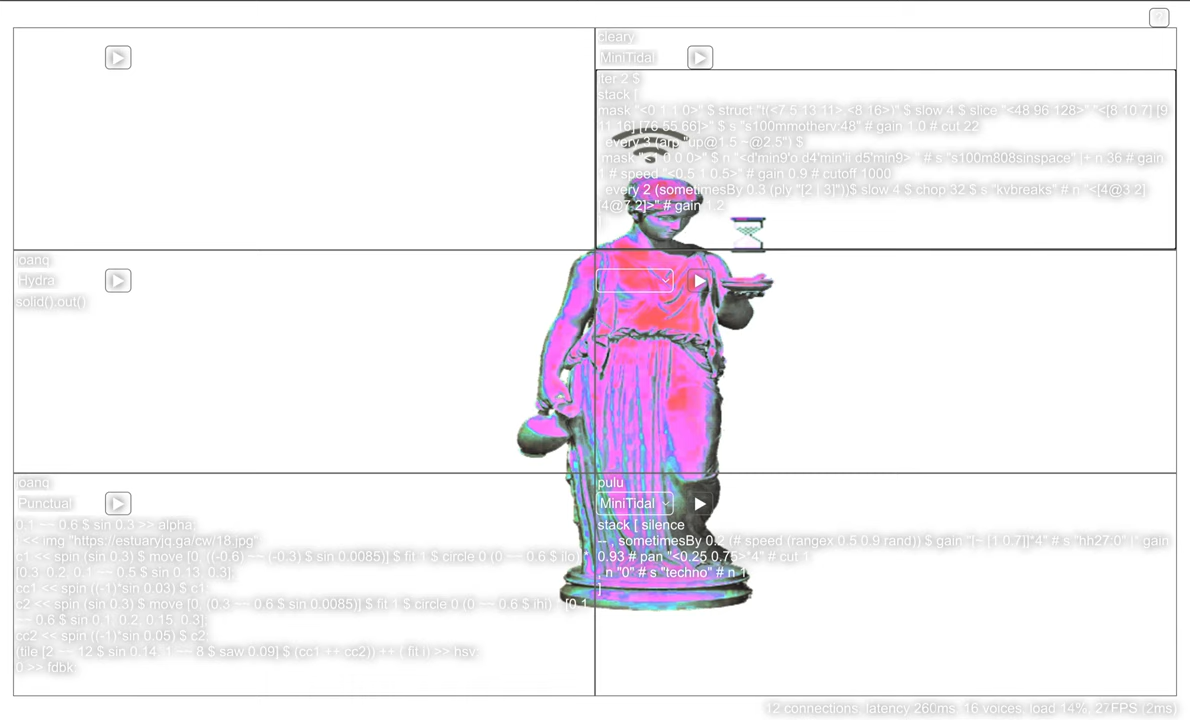 ?
cleary
MiniTidal
iter 2 $
stack [
mask "<0 1 1 0>" $ struct "t(<7 5 13 11>,<8 16>)" $ slow 4 $ slice "<48 96 128>" "<[8 10 7] [9
11 16] [76 55 66]>" $ s "s100mmotherv:48" # gain 1.0 # cut 22
, every 3 (arp "up@1.5 ~@2.5") $
mask "<1 0 0 0>" $ n "<d'min9'o d4'min'ii d5'min9>" # s "s100m808sinspace" |+ n 36 # gain
1 # speed "<0.5 1 0.5>" # gain 0.9 # cutoff 1000
, every 2 (sometimesBy 0.3 (ply "[2 | 3]"))$ slow 4 $ chop 32 $ s "kvbreaks" # n "<[4@3 2]
[4@7 2]>" # gain 1.2
oang
Hydra
solid().out()
oang
Punctual
0.1 ~~ 0.6 $ sin 0.3 >> alpha;
i << img "https://estuaryjg.ga/cw/18.jpg"
c1 << spin (sin 0.3) $ move [0, ((-0.6) ~~ (-0.3) $ sin 0.0085)] $ fit 1 $ circle 0 (0 ~~ 0.6 $ ilo) *
[0.3, 0.2, 0.1 ~~ 0.5 $ sin 0.13, 0.3];
cc1 << spin ((-1)*sin 0.03) $ c1;
c2 << spin (sin 0.3) $ move [0, (0.3 ~~ 0.6 $ sin 0.0085)] $ fit 1 $ circle 0 (0 ~~ 0.6 $ ihi) * [0.1
~~ 0.6 $ sin 0.1, 0.2, 0.15, 0.3];
cc2 << spin ((-1)*sin 0.05) $ c2;
(tile [2 ~~ 12 $ sin 0.14, 1 ~~ 8 $ saw 0.09] $ (cc1 ++ cc2)) ++ ( fit i) >> hsv;
0 >> fdbk
pulu
MiniTidal
stack [ silence
-- , sometimesBy 0.2 (# speed (rangex 0.5 0.9 rand)) $ gain "[~ [1 0.7]]*4" # s "hh27:0" |* gain
0.93 # pan "<0.25 0.75>*4" # cut 1
, n "0" # s "techno" # n 1
]
12 connections, latency 260ms, 16 voices, load 14%, 27FPS (2ms)